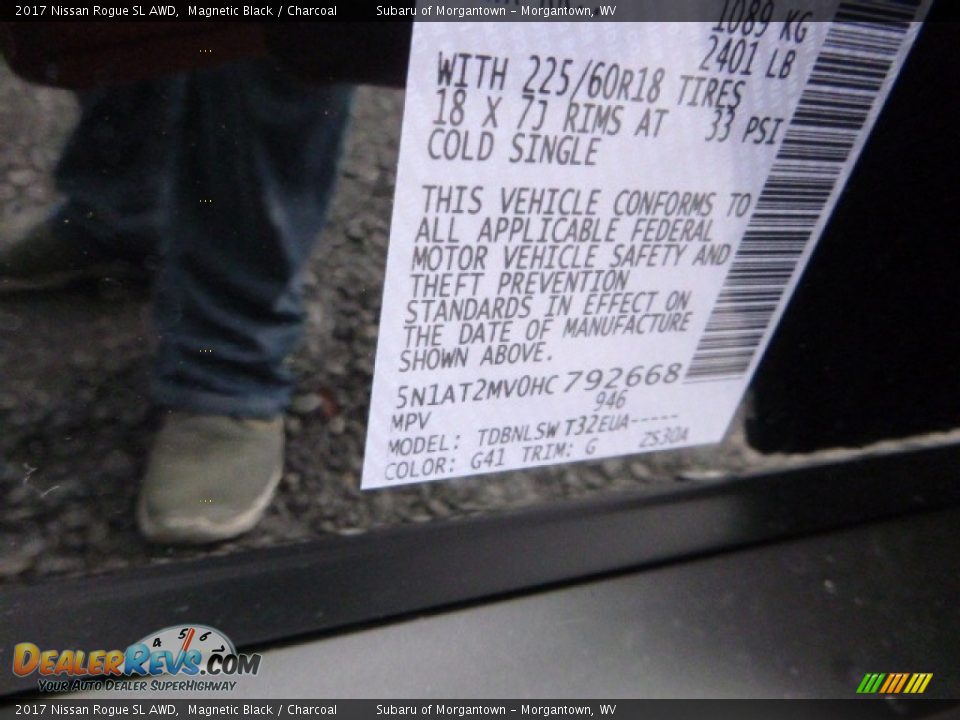 2017 Nissan Rogue SL AWD, Magnetic Black / Charcoal Subaru of Morgantown - Morgantown, WV
1089 KG
2401 LB
WITH 225/60R18 TIRES
18 X 7J RIMS AT 33 PSI
COLD SINGLE
THIS VEHICLE CONFORMS TO
ALL APPLICABLE FEDERAL
MOTOR VEHICLE SAFETY AND
THEFT PREVENTION
STANDARDS IN EFFECT ON
THE DATE OF MANUFACTURE
SHOWN ABOVE.
5N1AT2MV0HC792668
946
MPV
MODEL: TDBNLSWT32EUA-----
COLOR: G41 TRIM: G ZS30A
4 5 6
DEALERREVS.COM
YOUR AUTO DEALER SUPERHIGHWAY
2017 Nissan Rogue SL AWD, Magnetic Black / Charcoal Subaru of Morgantown - Morgantown, WV